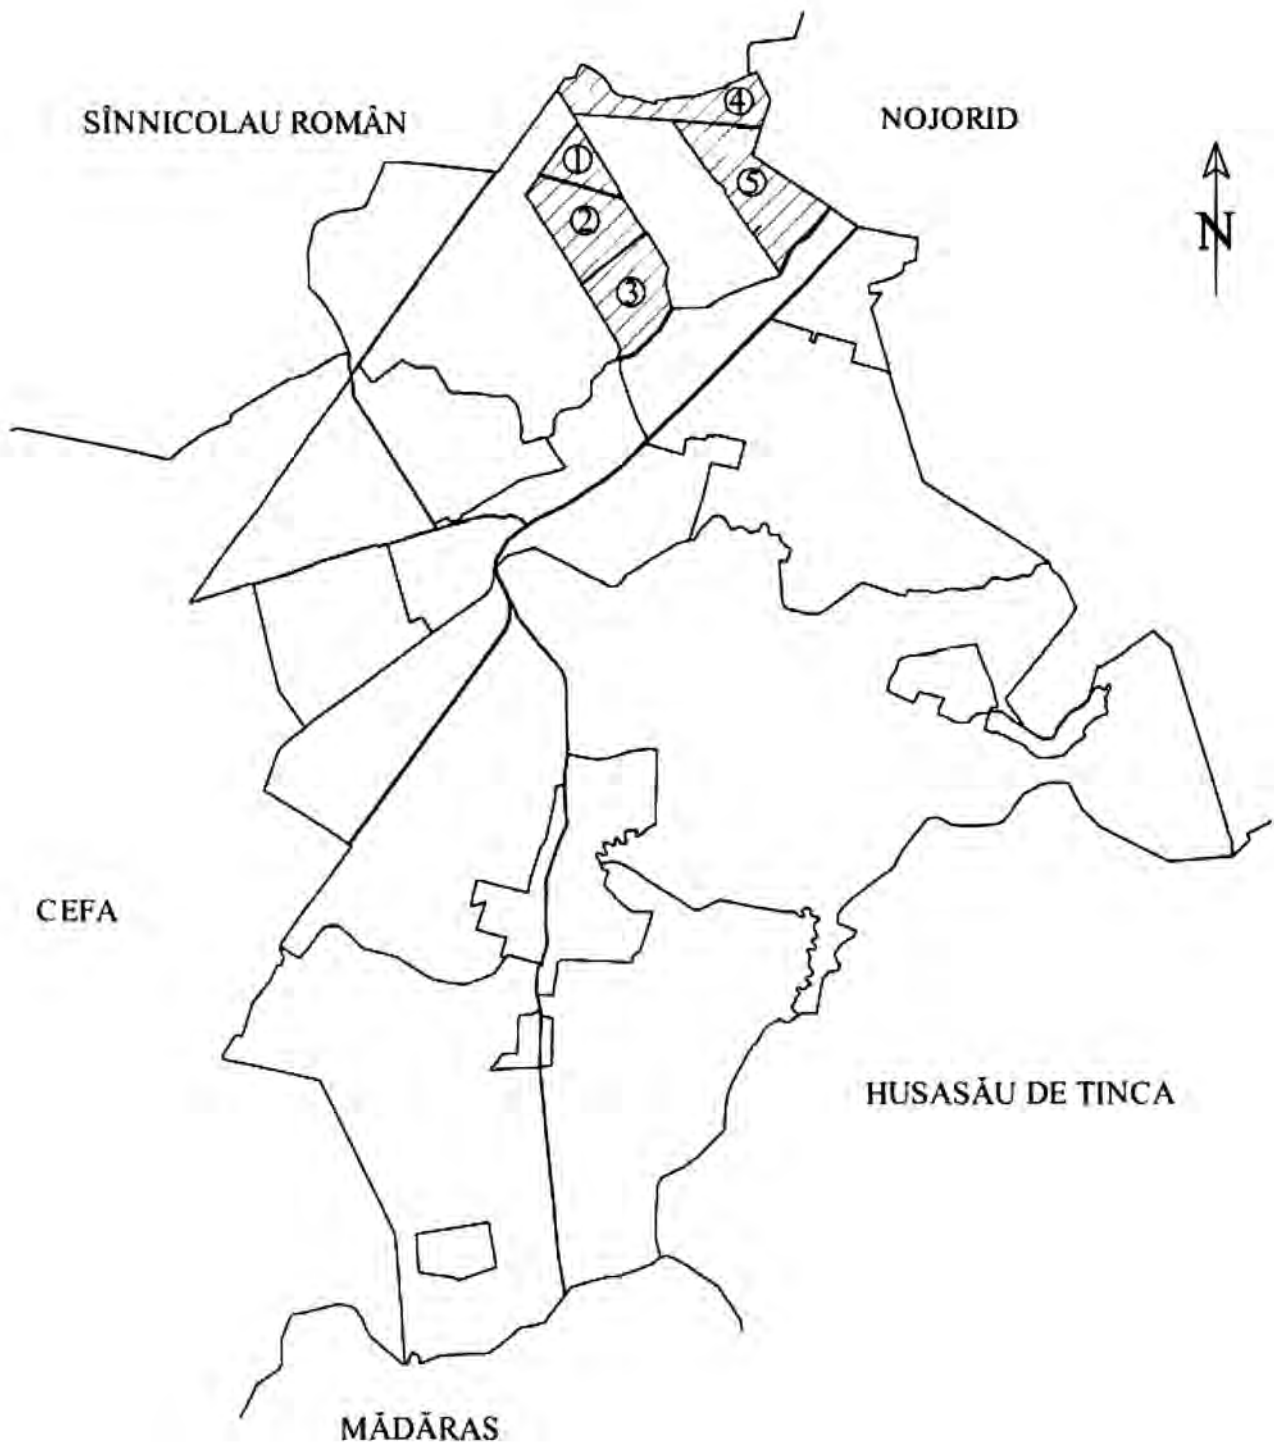 ④
SÎNNICOLAU ROMÂN
NOJORID
①
⑤
②
N
③
CEFA
HUSASĂU DE TINCA
MĂDĂRAS